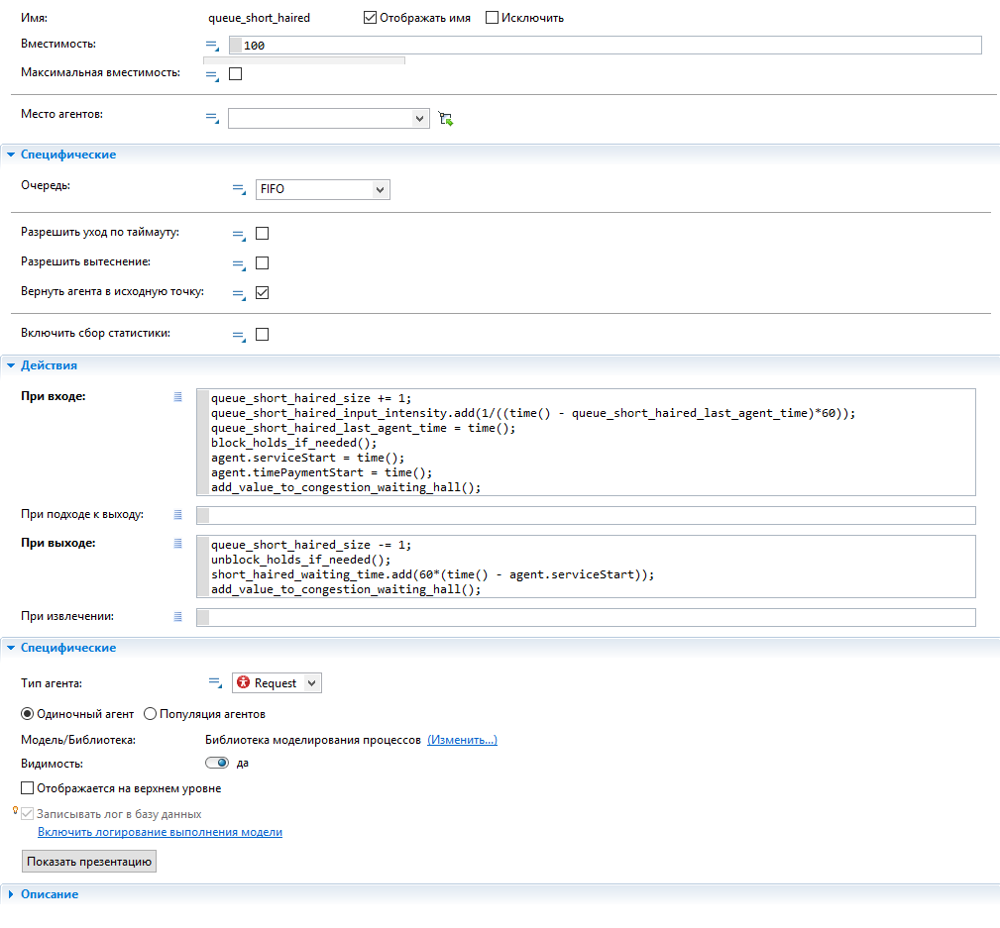 Имя: queue_short_haired Отображать имя Исключить
Вместимость: 100
Максимальная вместимость:
Место агентов:
Специфические
Очередь: FIFO
Разрешить уход по таймауту:
Разрешить вытеснение:
Вернуть агента в исходную точку:
Включить сбор статистики:
Действия
При входе: queue_short_haired_size += 1;
queue_short_haired_input_intensity.add(1/((time() - queue_short_haired_last_agent_time)*60));
queue_short_haired_last_agent_time = time();
block_holds_if_needed();
agent.serviceStart = time();
agent.timePaymentStart = time();
add_value_to_congestion_waiting_hall();
При подходе к выходу:
При выходе: queue_short_haired_size -= 1;
unblock_holds_if_needed();
short_haired_waiting_time.add(60*(time() - agent.serviceStart));
add_value_to_congestion_waiting_hall();
При извлечении:
Специфические
Тип агента: Request
Одиночный агент Популяция агентов
Модель/Библиотека: Библиотека моделирования процессов (Изменить...)
Видимость: да
Отображается на верхнем уровне
Записывать лог в базу данных
Включить логирование выполнения модели
Показать презентацию
Описание